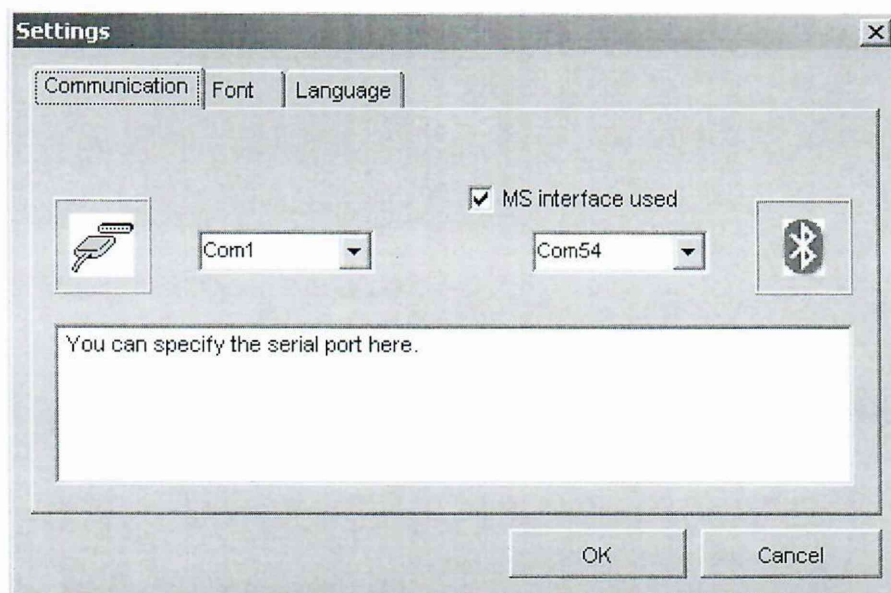 Settings
Communication Font Language
MS interface used
Com1 Com54
You can specify the serial port here.
OK Cancel